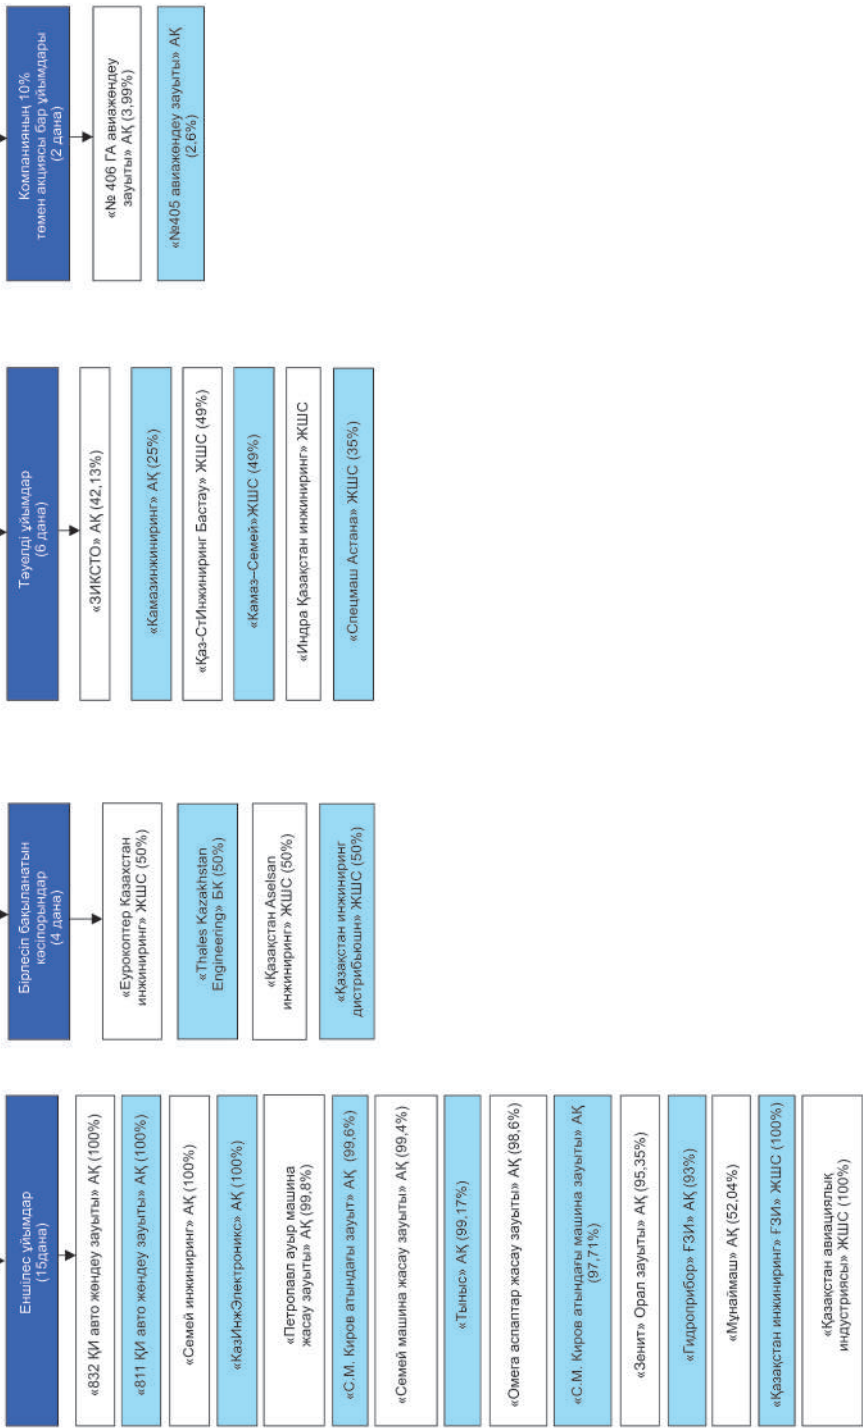 Еншілес ұйымдар
(15дана)
«832 ҚИ авто жөндеу зауыты» АҚ (100%)
«811 ҚИ авто жөндеу зауыты» АҚ (100%)
«Семей инжиниринг» АҚ (100%)
«КазИнжЭлектроникс» АҚ (100%)
«Петропавл ауыр машина
жасау зауыты» АҚ (99,8%)
«С.М. Киров атындағы зауыт» АҚ (99,6%)
«Семей машина жасау зауыты» АҚ (99,4%)
«Тыныс» АҚ (99,17%)
«Омега аспаптар жасау зауыты» АҚ (98,6%)
«С.М. Киров атындағы машина зауыты» АҚ
(97,71%)
«Зенит» Орал зауыты» АҚ (95,35%)
«Гидроприбор» ҒЗИ» АҚ (93%)
«Мұнаймаш» АҚ (52,04%)
«Қазақстан инжиниринг» ҒЗИ» ЖШС (100%)
«Қазақстан авиациялық
индустриясы» ЖШС (100%)
Бірлесіп бақыланатын
кәсіпорындар
(4 дана)
«Еурокоптер Казахстан
инжиниринг» ЖШС (50%)
«Thales Kazakhstan
Engineering» БК (50%)
«Қазақстан Aselsan
инжиниринг» ЖШС (50%)
«Қазақстан инжиниринг
дистрибьюшн» ЖШС (50%)
Тәуелді ұйымдар
(6 дана)
«ЗИКСТО» АҚ (42,13%)
«Камазинжиниринг» АҚ (25%)
«Қаз-СтИнжиниринг Бастау» ЖШС (49%)
«Камаз–Семей»ЖШС (49%)
«Индра Қазақстан инжиниринг» ЖШС
«Спецмаш Астана» ЖШС (35%)
Компанияның 10%
төмен акциясы бар ұйымдары
(2 дана)
«№ 406 ГА авиажөндеу
зауыты» АҚ (3,99%)
«№405 авиажөндеу зауыты» АҚ
(2,6%)